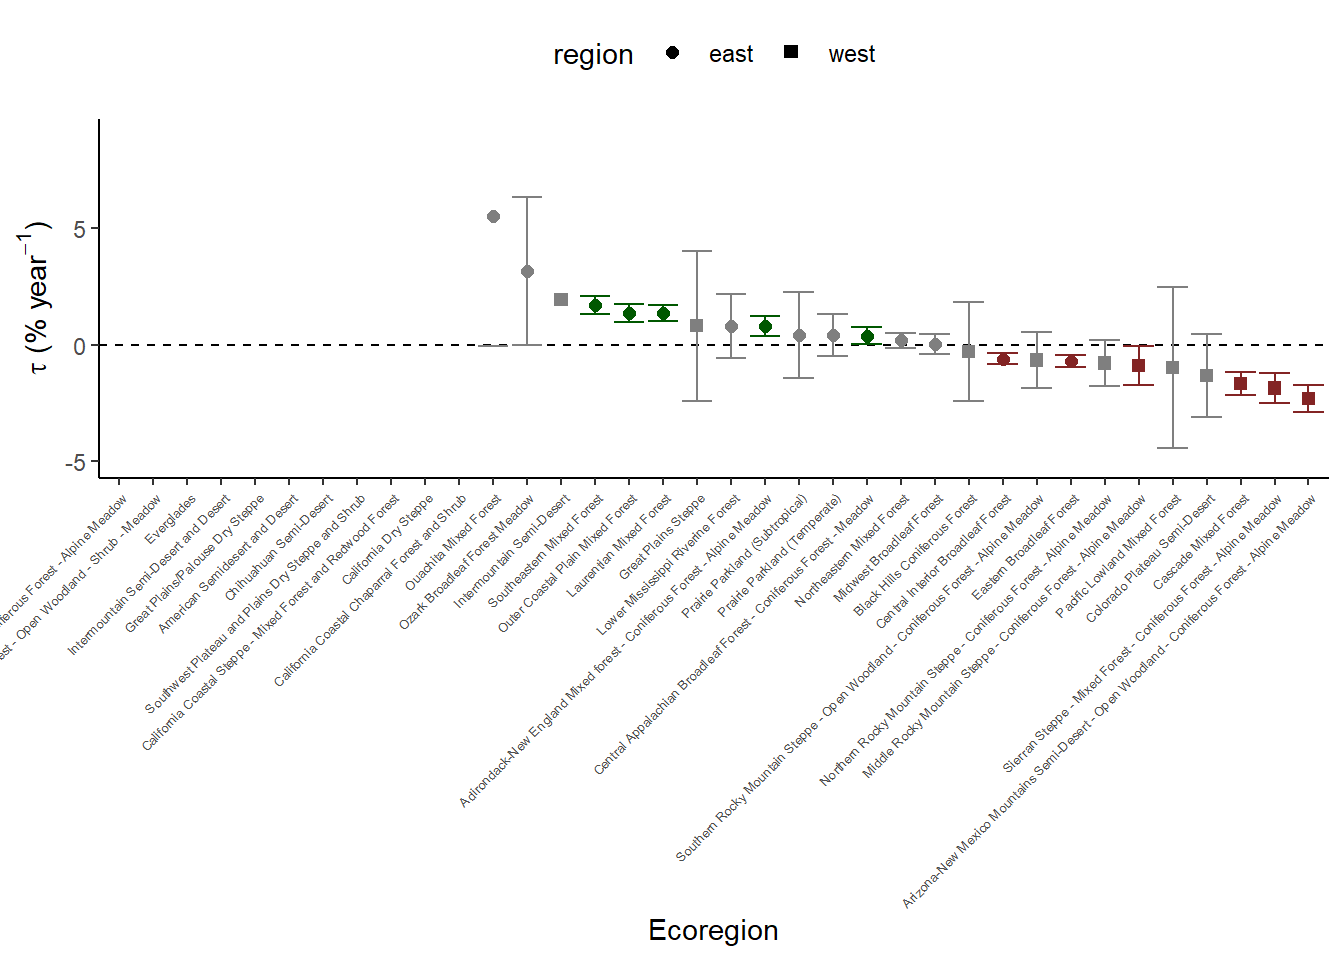 region east west
τ (% year⁻¹)
5
0
-5
iferous Forest - Alpine Meadow
est - Open Woodland - Shrub - Meadow
Everglades
Intermountain Semi-Desert and Desert
Great Plains/Palouse Dry Steppe
American Semidesert and Desert
Chihuahuan Semi-Desert
Southwest Plateau and Plains Dry Steppe and Shrub
California Coastal Steppe - Mixed Forest and Redwood Forest
California Dry Steppe
California Coastal Chaparral Forest and Shrub
Ouachita Mixed Forest
Ozark Broadleaf Forest Meadow
Intermountain Semi-Desert
Southeastern Mixed Forest
Outer Coastal Plain Mixed Forest
Laurentian Mixed Forest
Great Plains Steppe
Lower Mississippi Riverine Forest
Adirondack-New England Mixed forest - Coniferous Forest - Alpine Meadow
Prairie Parkland (Subtropical)
Prairie Parkland (Temperate)
Central Appalachian Broadleaf Forest - Coniferous Forest - Meadow
Northeastern Mixed Forest
Midwest Broadleaf Forest
Black Hills Coniferous Forest
Central Interior Broadleaf Forest
Southern Rocky Mountain Steppe - Open Woodland - Coniferous Forest - Alpine Meadow
Eastern Broadleaf Forest
Northern Rocky Mountain Steppe - Coniferous Forest - Alpine Meadow
Middle Rocky Mountain Steppe - Coniferous Forest - Alpine Meadow
Pacific Lowland Mixed Forest
Colorado Plateau Semi-Desert
Cascade Mixed Forest
Sierran Steppe - Mixed Forest - Coniferous Forest - Alpine Meadow
Arizona-New Mexico Mountains Semi-Desert - Open Woodland - Coniferous Forest - Alpine Meadow
Ecoregion